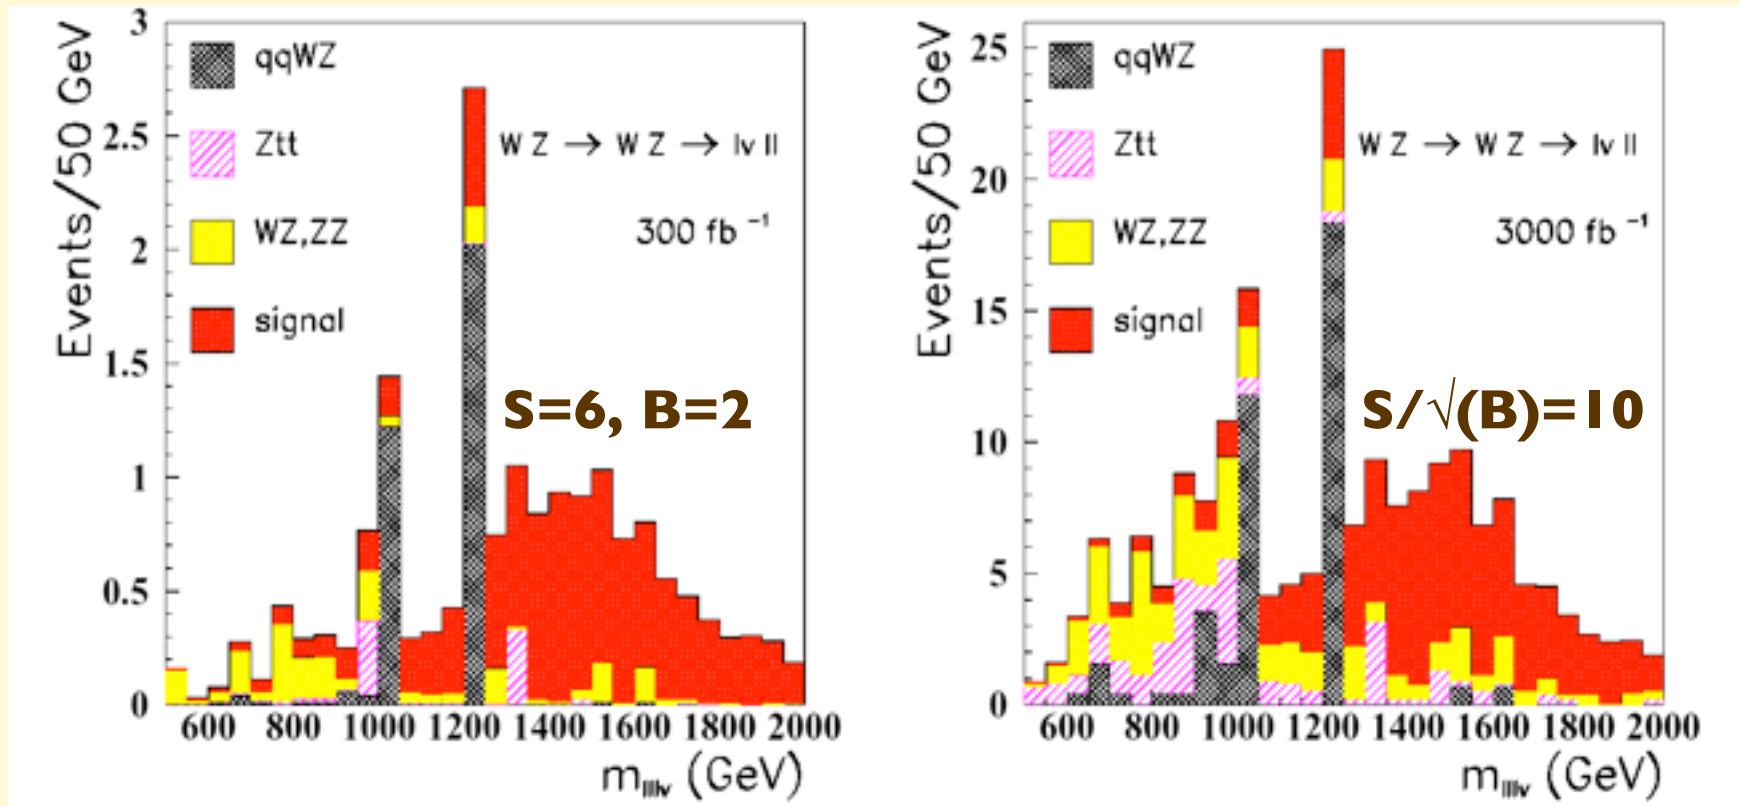 Events/50 GeV
3
2.5
2
1.5
1
0.5
0
qqWZ
Ztt
WZ,ZZ
signal
W Z → W Z → lν ll
300 fb⁻¹
S=6, B=2
600 800 1000 1200 1400 1600 1800 2000
m_lllν (GeV)
Events/50 GeV
25
20
15
10
5
0
qqWZ
Ztt
WZ,ZZ
signal
W Z → W Z → lν ll
3000 fb⁻¹
S/√(B)=10
600 800 1000 1200 1400 1600 1800 2000
m_lllν (GeV)